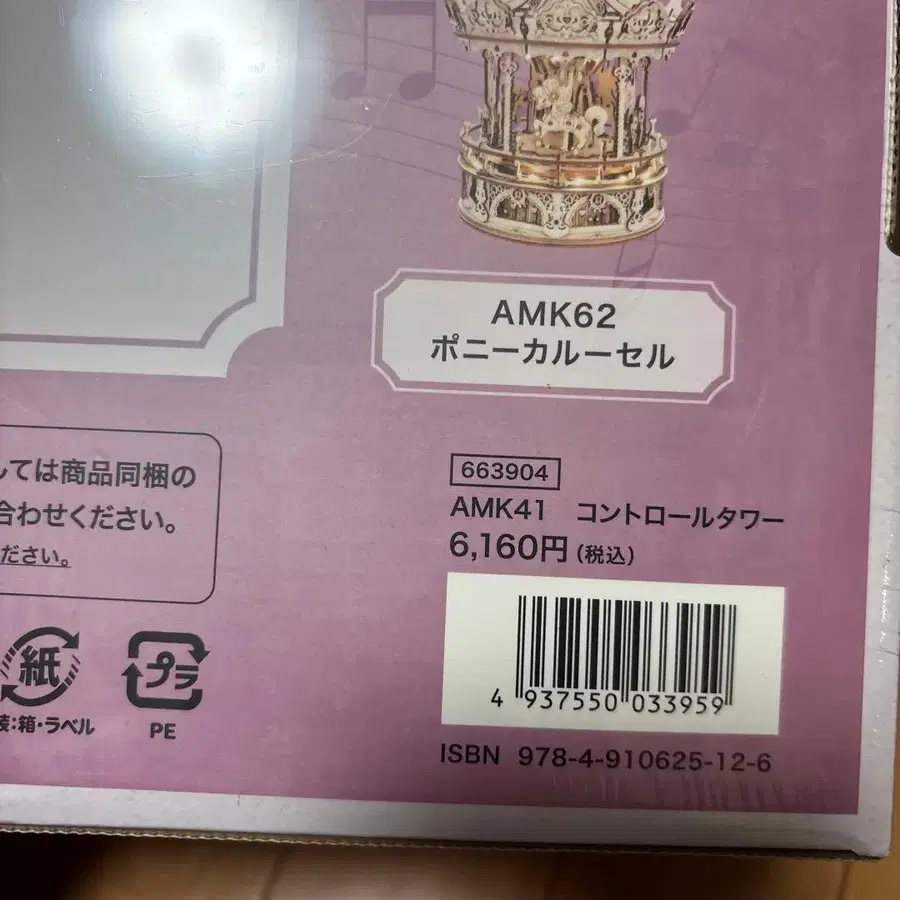 AMK62
ポニーカルーセル
しては商品同梱の
合わせください。
ださい。
663904
AMK41 コントロールタワー
6,160円(税込)
紙
装:箱・ラベル
プラ
PE
4 937550 033959
ISBN 978-4-910625-12-6